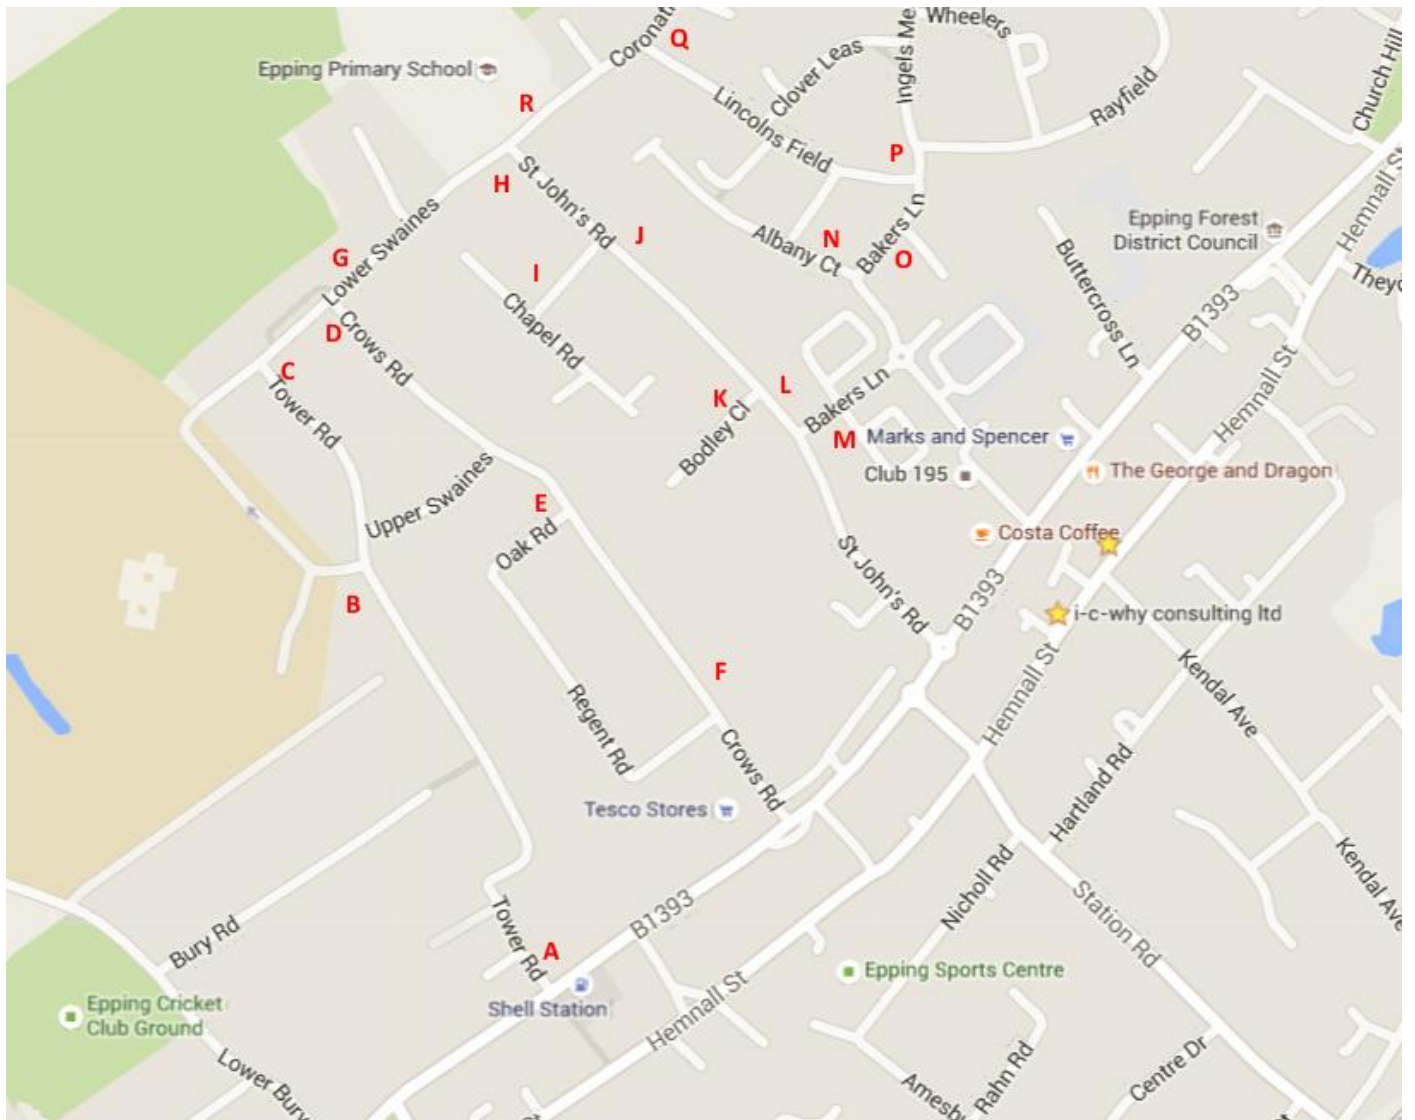 Wheelers
Coronati
Q
Ingels Me
Church Hill
Epping Primary School
Clover Leas
Rayfield
R
Lincolns Field
P
H
St John's Rd
Hemnall St
Lower Swaines
J
Albany Ct
N
Bakers Ln
O
Epping Forest
District Council
G
I
Buttercross Ln
Theyd
Chapel Rd
B1393
D
Crows Rd
C
Tower Rd
K
L
Bakers Ln
Hemnall St
Bodley Cl
M
Marks and Spencer
Club 195
The George and Dragon
Upper Swaines
E
Oak Rd
Costa Coffee
St John's Rd
B1393
B
i-c-why consulting ltd
F
Hemnall St
Kendal Ave
Regent Rd
Crows Rd
Hartland Rd
Tesco Stores
Kendal Ave
Nicholl Rd
Station Rd
B1393
Tower Rd
A
Bury Rd
Epping Sports Centre
Epping Cricket
Club Ground
Shell Station
Hemnall St
Lower Bury
Rahn Rd
Centre Dr
Amesb